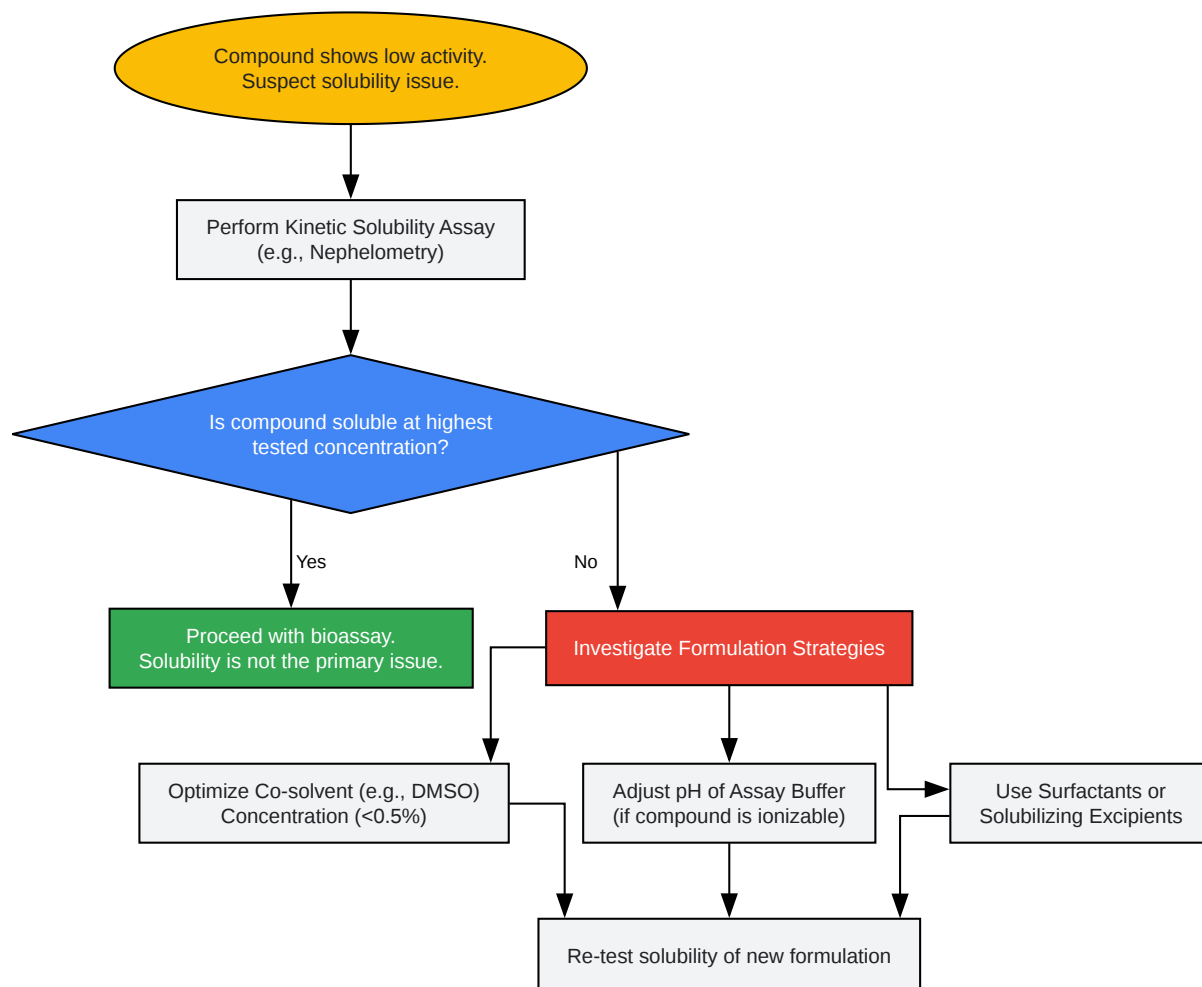 Compound shows low activity.
Suspect solubility issue.
Perform Kinetic Solubility Assay
(e.g., Nephelometry)
Is compound soluble at highest
tested concentration?
Yes
No
Proceed with bioassay.
Solubility is not the primary issue.
Investigate Formulation Strategies
Optimize Co-solvent (e.g., DMSO)
Concentration (<0.5%)
Adjust pH of Assay Buffer
(if compound is ionizable)
Use Surfactants or
Solubilizing Excipients
Re-test solubility of new formulation